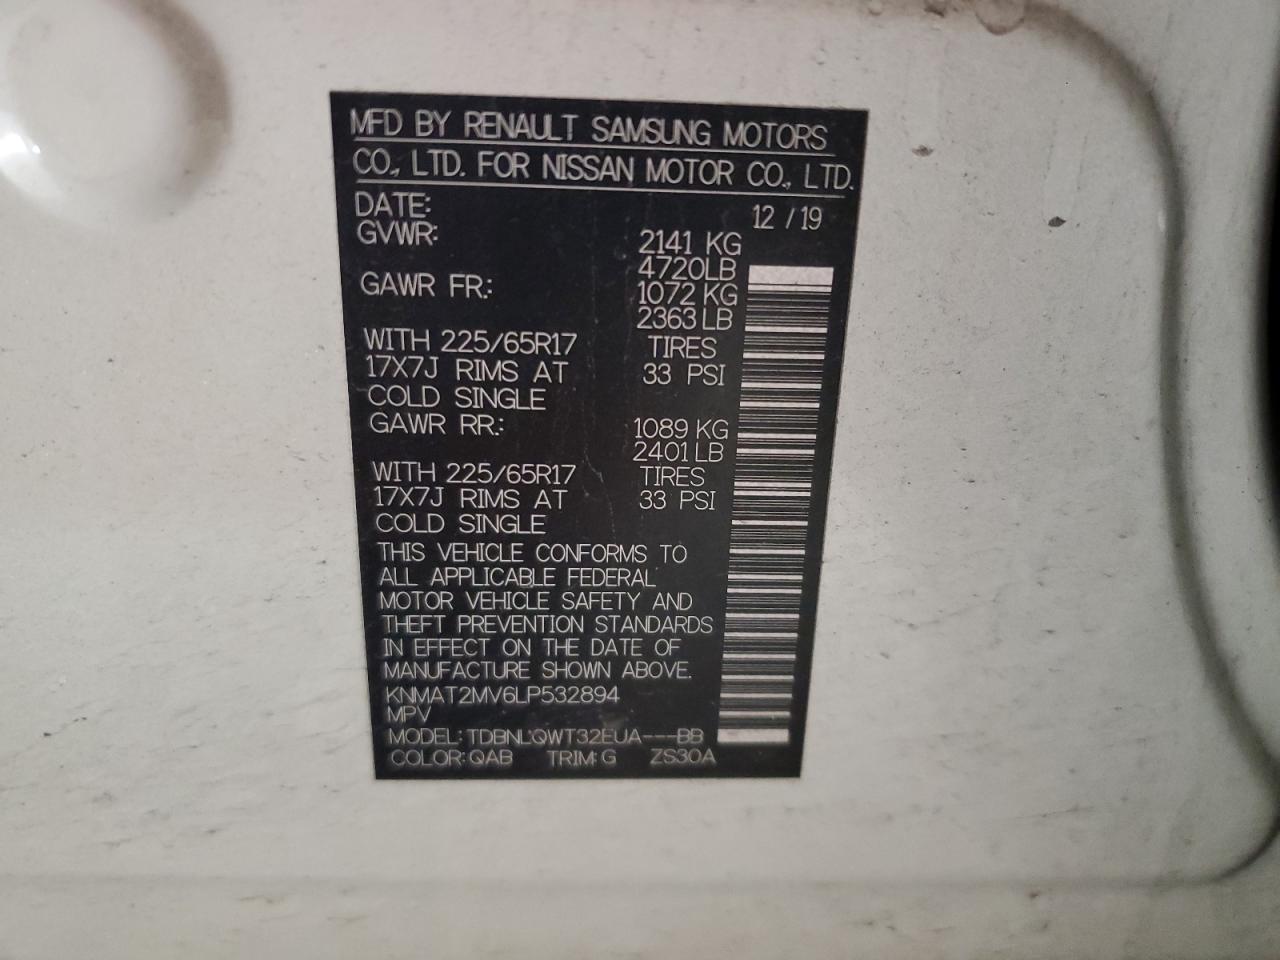 MFD BY RENAULT SAMSUNG MOTORS
CO., LTD. FOR NISSAN MOTOR CO., LTD.
DATE: 12 / 19
GVWR: 2141 KG
4720LB
GAWR FR.: 1072 KG
2363 LB
WITH 225/65R17 TIRES
17X7J RIMS AT 33 PSI
COLD SINGLE
GAWR RR.: 1089 KG
2401 LB
WITH 225/65R17 TIRES
17X7J RIMS AT 33 PSI
COLD SINGLE
THIS VEHICLE CONFORMS TO
ALL APPLICABLE FEDERAL
MOTOR VEHICLE SAFETY AND
THEFT PREVENTION STANDARDS
IN EFFECT ON THE DATE OF
MANUFACTURE SHOWN ABOVE.
KNMAT2MV6LP532894
MPV
MODEL: TDBNL:QWT32EUA---BB
COLOR: QAB TRIM: G ZS30A